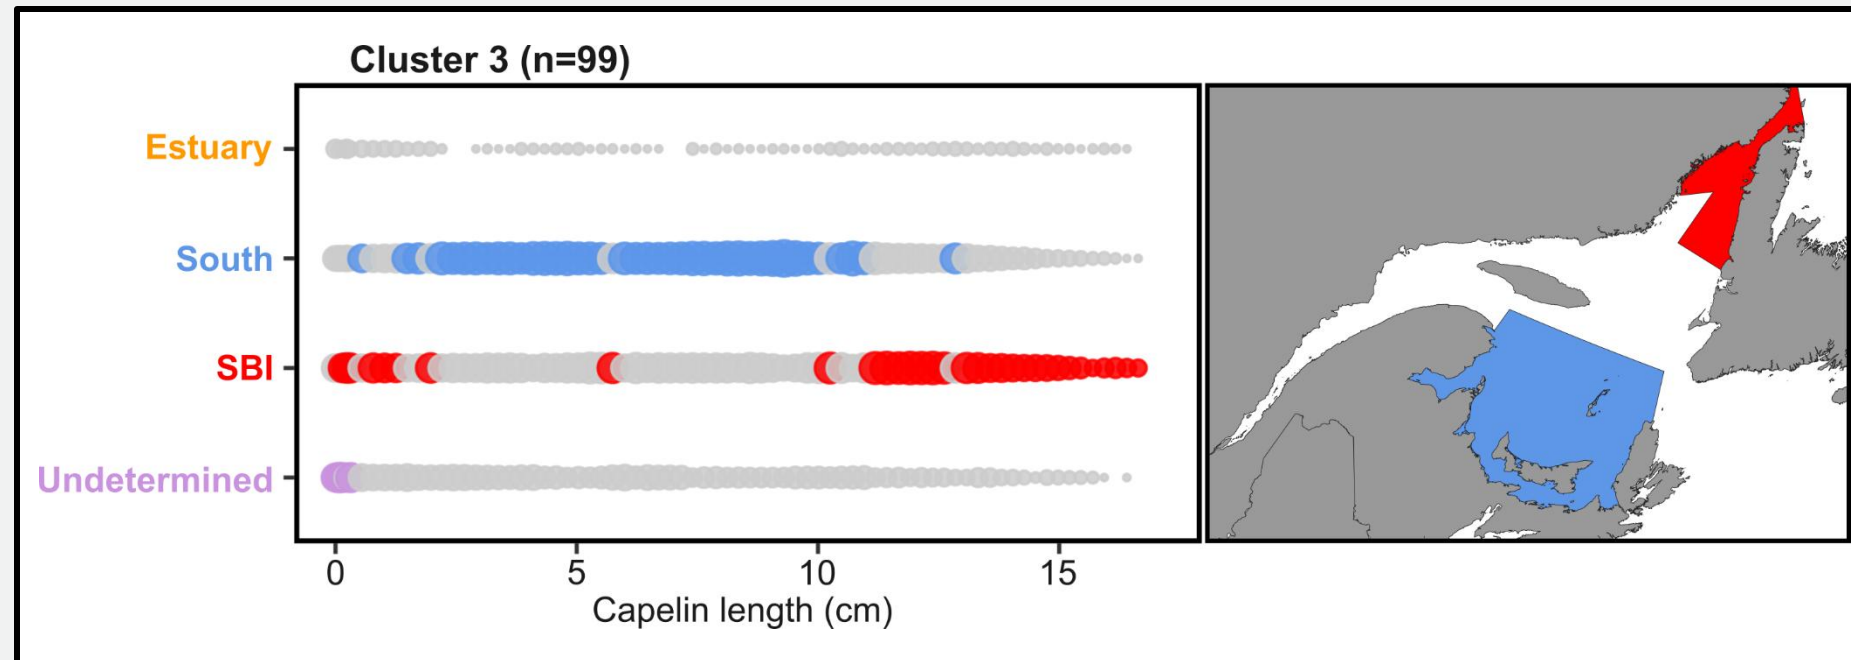 Cluster 3 (n=99)
Estuary
South
SBI
Undetermined
0 5 10 15
Capelin length (cm)